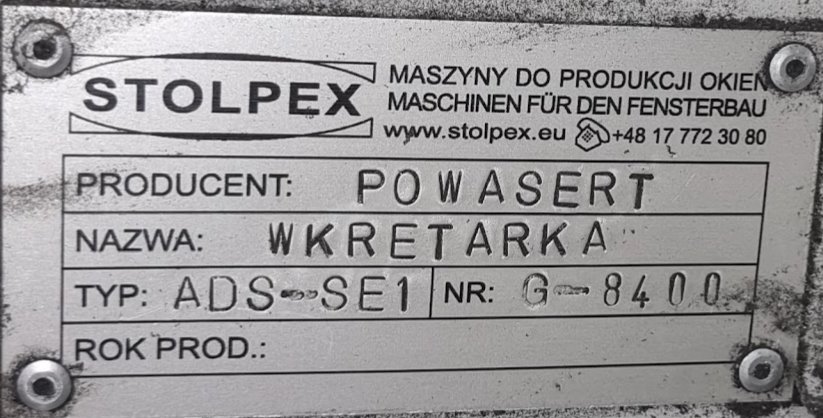 STOLPEX
MASZYNY DO PRODUKCJI OKIEN
MASCHINEN FÜR DEN FENSTERBAU
www.stolpex.eu +48 17 772 30 80
PRODUCENT: POWASERT
NAZWA: WKRETARKA
TYP: ADS-SE1 NR: G-8400
ROK PROD.: